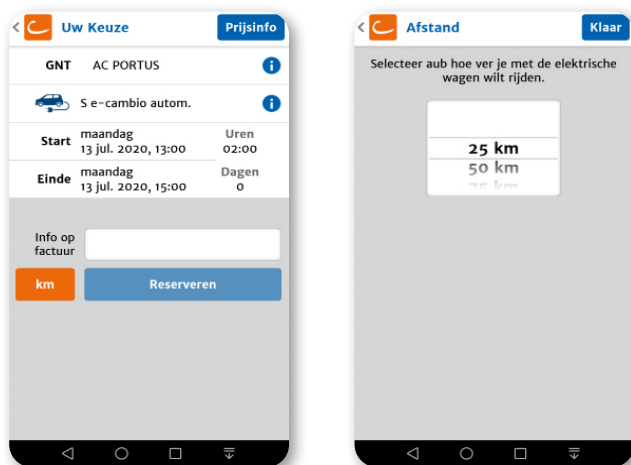 Uw Keuze
Prijsinfo
GNT AC PORTUS
S e-cambio autom.
Start maandag
13 jul. 2020, 13:00
Uren
02:00
Einde maandag
13 jul. 2020, 15:00
Dagen
0
Info op
factuur
km
Reserveren
Afstand
Klaar
Selecteer aub hoe ver je met de elektrische
wagen wilt rijden.
25 km
50 km
75 km